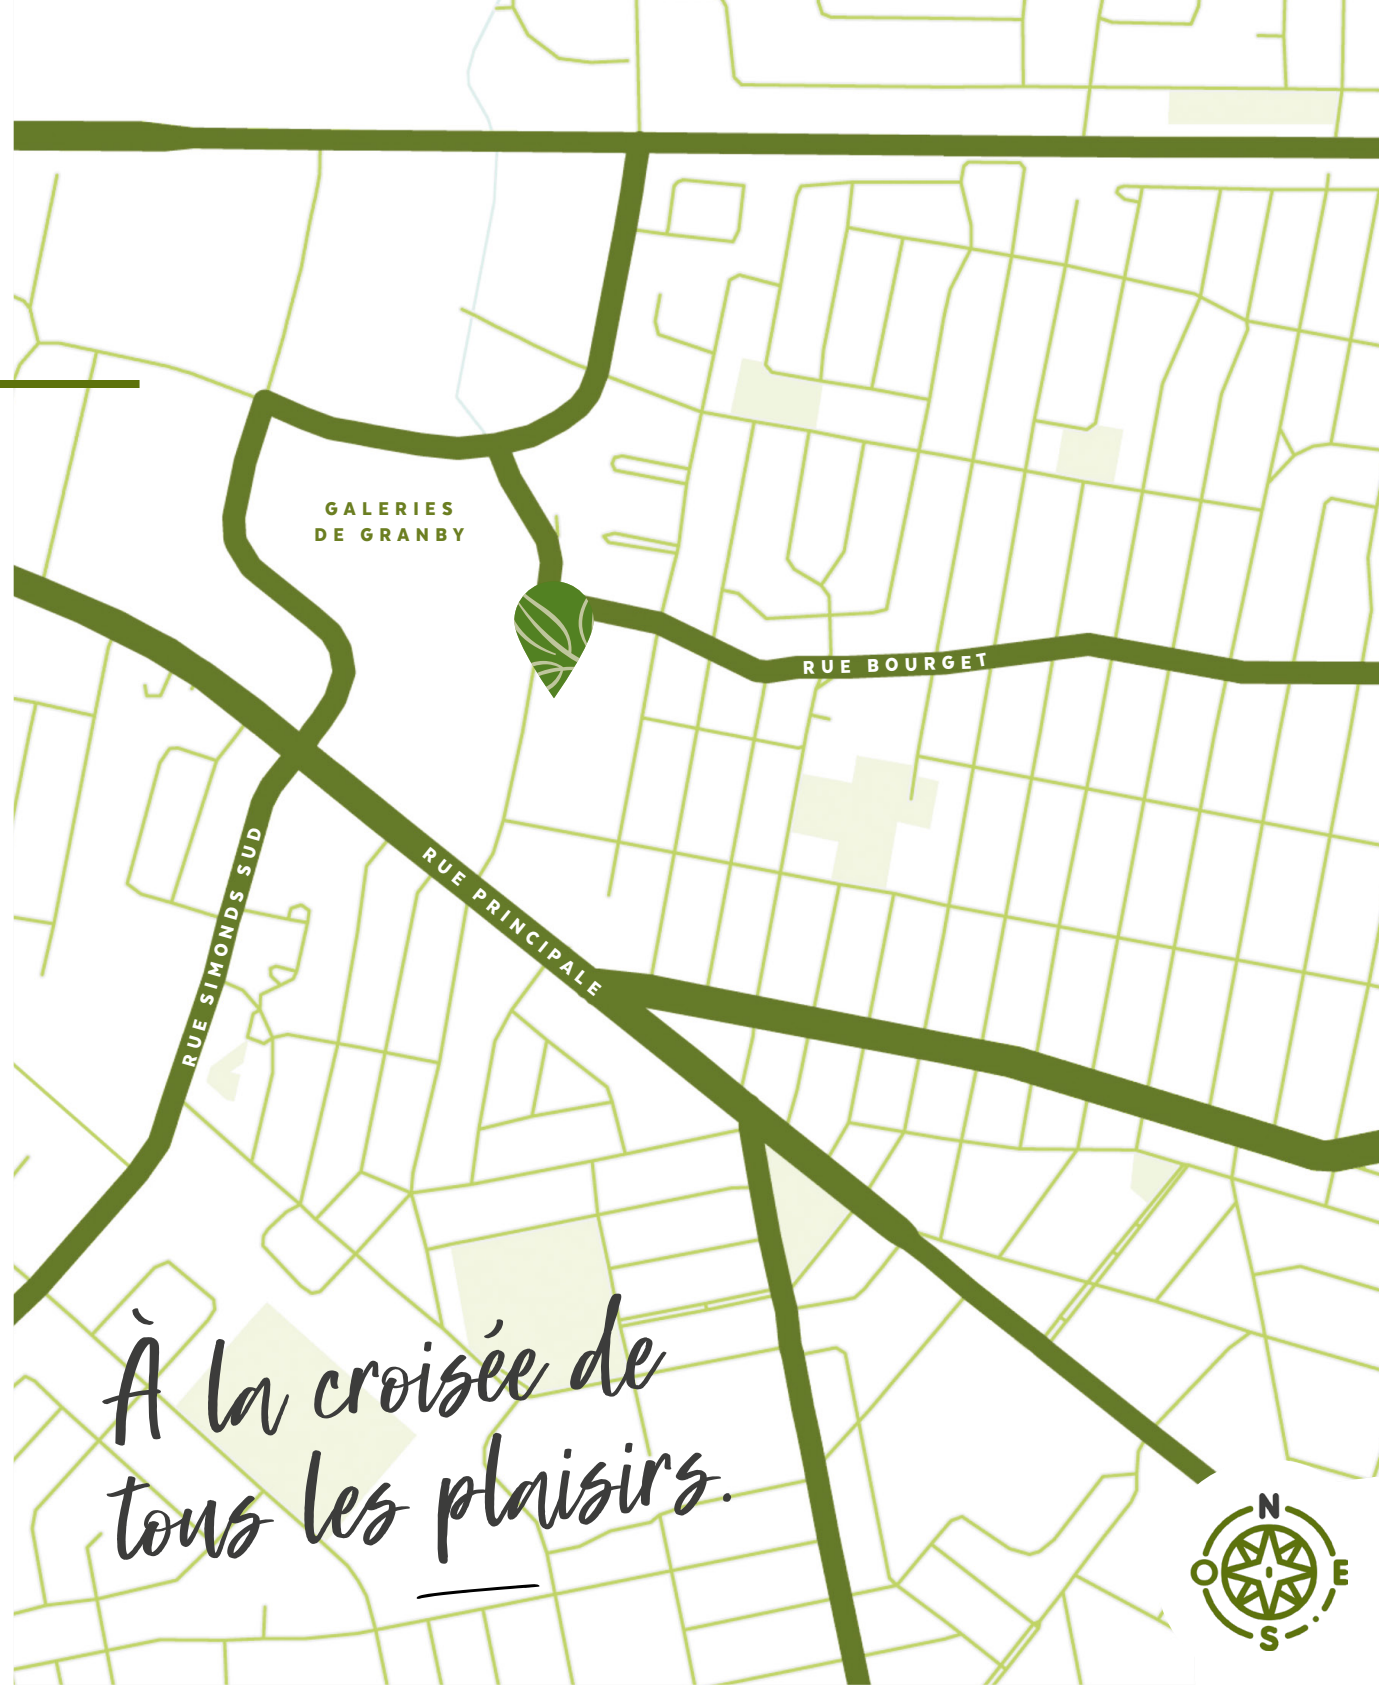 GALERIES
DE GRANBY
RUE BOURGET
RUE SIMONDS SUD
RUE PRINCIPALE
À la croisée de
tous les plaisirs.
N
O E
S